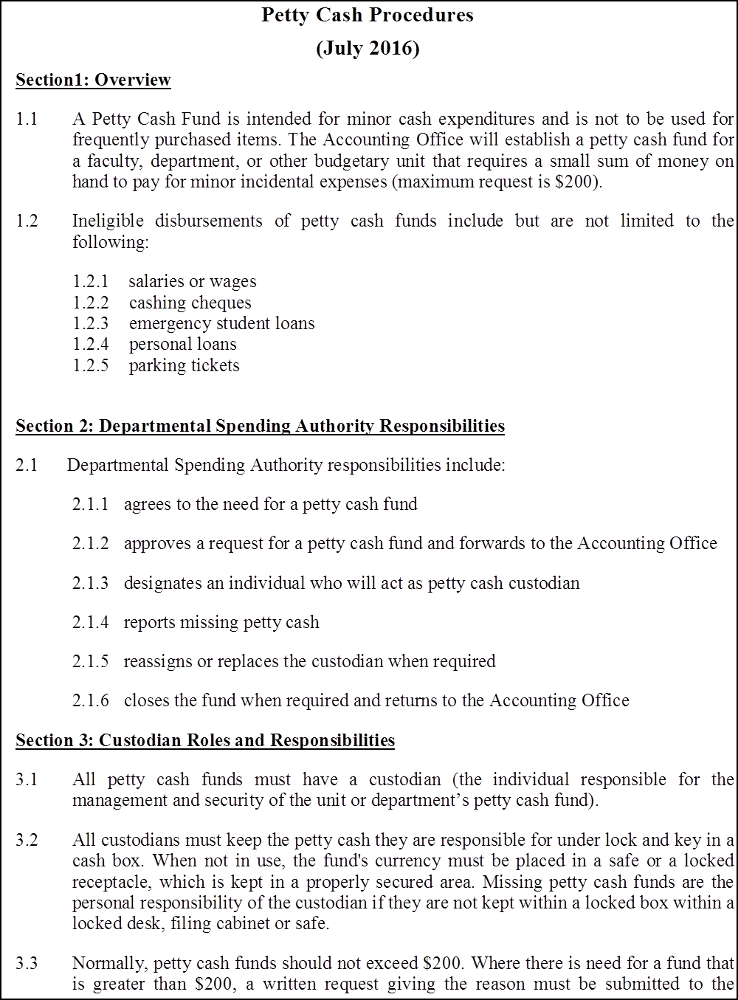 Petty Cash Procedures
(July 2016)
Section1: Overview
1.1 A Petty Cash Fund is intended for minor cash expenditures and is not to be used for
frequently purchased items. The Accounting Office will establish a petty cash fund for
a faculty, department, or other budgetary unit that requires a small sum of money on
hand to pay for minor incidental expenses (maximum request is $200).
1.2 Ineligible disbursements of petty cash funds include but are not limited to the
following:
1.2.1 salaries or wages
1.2.2 cashing cheques
1.2.3 emergency student loans
1.2.4 personal loans
1.2.5 parking tickets
Section 2: Departmental Spending Authority Responsibilities
2.1 Departmental Spending Authority responsibilities include:
2.1.1 agrees to the need for a petty cash fund
2.1.2 approves a request for a petty cash fund and forwards to the Accounting Office
2.1.3 designates an individual who will act as petty cash custodian
2.1.4 reports missing petty cash
2.1.5 reassigns or replaces the custodian when required
2.1.6 closes the fund when required and returns to the Accounting Office
Section 3: Custodian Roles and Responsibilities
3.1 All petty cash funds must have a custodian (the individual responsible for the
management and security of the unit or department’s petty cash fund).
3.2 All custodians must keep the petty cash they are responsible for under lock and key in a
cash box. When not in use, the fund's currency must be placed in a safe or a locked
receptacle, which is kept in a properly secured area. Missing petty cash funds are the
personal responsibility of the custodian if they are not kept within a locked box within a
locked desk, filing cabinet or safe.
3.3 Normally, petty cash funds should not exceed $200. Where there is need for a fund that
is greater than $200, a written request giving the reason must be submitted to the